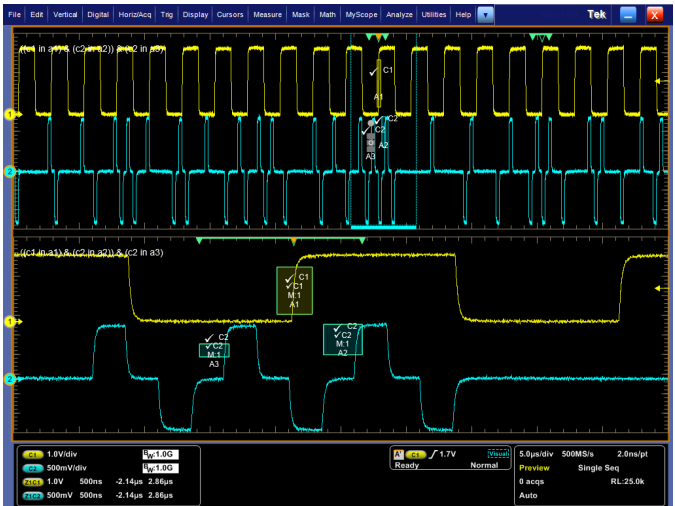 File Edit Vertical Digital Horiz/Acq Trig Display Cursors Measure Mask Math MyScope Analyze Utilities Help Tek X
((c1 in a1) & (c2 in a2)) & (c2 in a3)
C1
A1
1
C2
C2
A2
A3
2
((c1 in a1) & (c2 in a2)) & (c2 in a3)
C1
C1
M:1
A1
1
C2
C2
M:1
A2
C2
C2
M:1
A3
2
C1 1.0V/div BW:1.0G
C2 500mV/div BW:1.0G
Z1C1 1.0V 500ns -2.14µs 2.86µs
Z1C2 500mV 500ns -2.14µs 2.86µs
A' C1 1.7V Visual
Ready Normal
5.0µs/div 500MS/s 2.0ns/pt
Preview Single Seq
0 acqs RL:25.0k
Auto